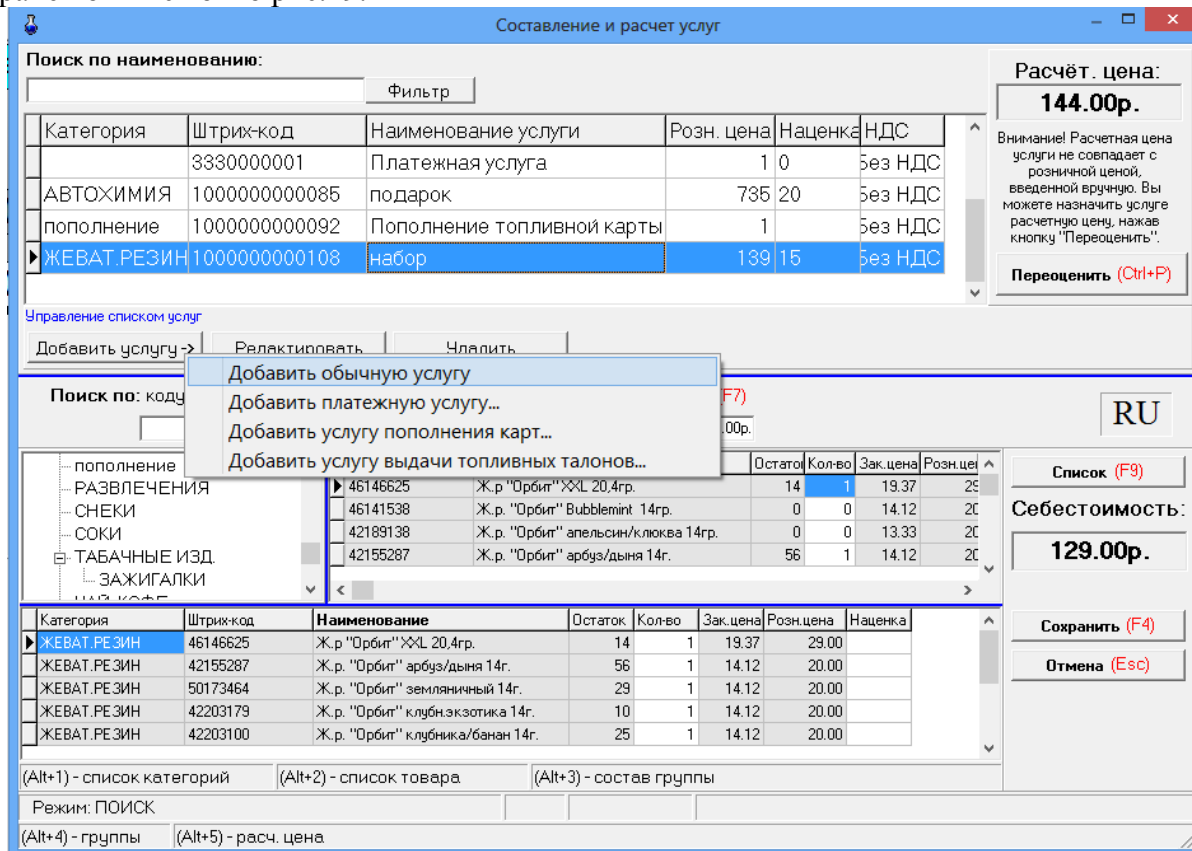 Составление и расчет услуг
Поиск по наименованию:
Фильтр
Категория Штрих-код Наименование услуги Розн. цена Наценка НДС
3330000001 Платежная услуга 1 0 Без НДС
АВТОХИМИЯ 1000000000085 подарок 735 20 Без НДС
пополнение 1000000000092 Пополнение топливной карты 1 Без НДС
ЖЕВАТ.РЕЗИН 1000000000108 набор 139 15 Без НДС
Расчёт. цена:
144.00р.
Внимание! Расчетная цена
услуги не совпадает с
розничной ценой,
введенной вручную. Вы
можете назначить услуге
расчетную цену, нажав
кнопку "Переоценить".
Переоценить (Ctrl+P)
Управление списком услуг
Добавить услугу -> Редактировать Удалить
Добавить обычную услугу
Добавить платежную услугу...
Добавить услугу пополнения карт...
Добавить услугу выдачи топливных талонов...
Поиск по: коду F7)
.00р.
RU
пополнение
РАЗВЛЕЧЕНИЯ
СНЕКИ
СОКИ
ТАБАЧНЫЕ ИЗД.
ЗАЖИГАЛКИ
Остаток Кол-во Зак.цена Розн.цен
46146625 Ж.р "Орбит" XXL 20,4гр. 14 1 19.37 29
46141538 Ж.р. "Орбит" Bubblemint 14гр. 0 0 14.12 20
42189138 Ж.р. "Орбит" апельсин/клюква 14гр. 0 0 13.33 20
42155287 Ж.р. "Орбит" арбуз/дыня 14г. 56 1 14.12 20
Список (F9)
Себестоимость:
129.00р.
Категория Штрих-код Наименование Остаток Кол-во Зак.цена Розн.цена Наценка
ЖЕВАТ.РЕЗИН 46146625 Ж.р "Орбит" XXL 20,4гр. 14 1 19.37 29.00
ЖЕВАТ.РЕЗИН 42155287 Ж.р. "Орбит" арбуз/дыня 14г. 56 1 14.12 20.00
ЖЕВАТ.РЕЗИН 50173464 Ж.р. "Орбит" земляничный 14г. 29 1 14.12 20.00
ЖЕВАТ.РЕЗИН 42203179 Ж.р. "Орбит" клубн.экзотика 14г. 10 1 14.12 20.00
ЖЕВАТ.РЕЗИН 42203100 Ж.р. "Орбит" клубника/банан 14г. 25 1 14.12 20.00
Сохранить (F4)
Отмена (Esc)
(Alt+1) - список категорий (Alt+2) - список товара (Alt+3) - состав группы
Режим: ПОИСК
(Alt+4) - группы (Alt+5) - расч. цена